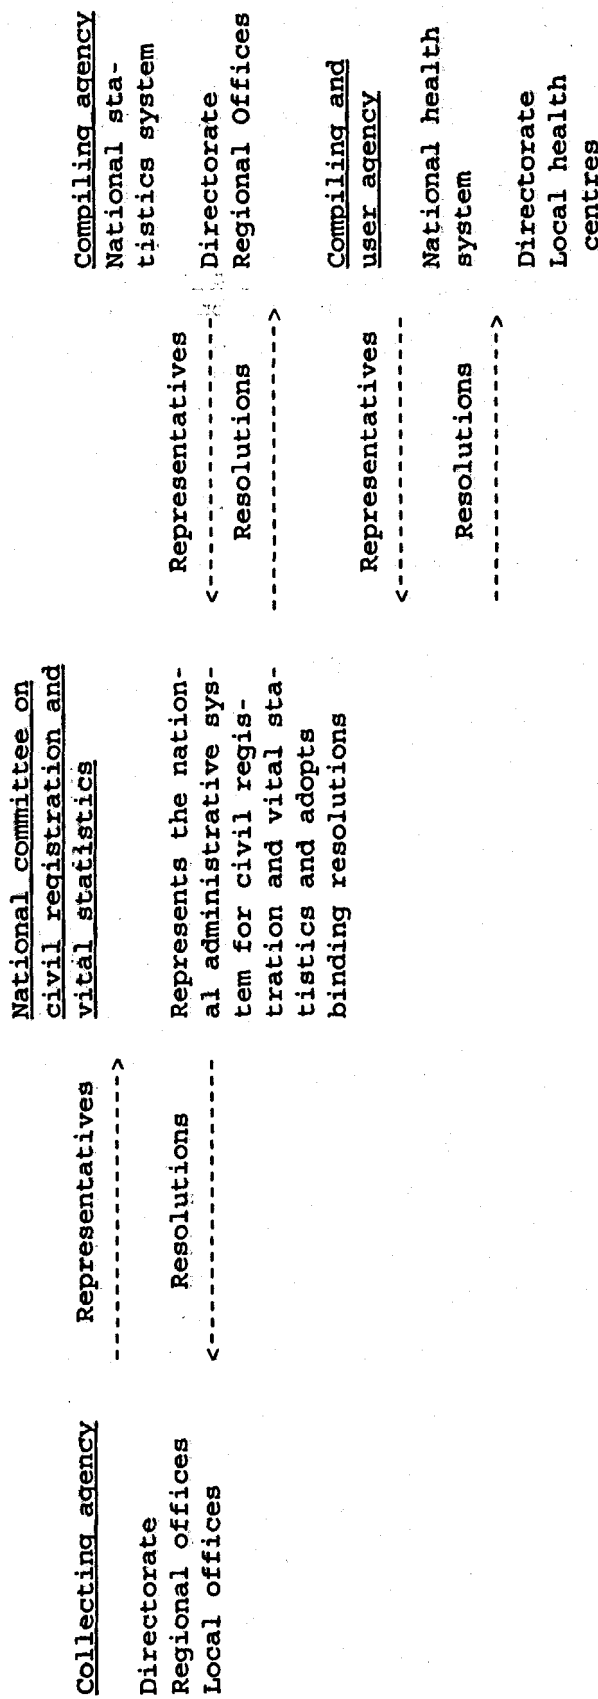 Collecting agency
Directorate
Regional offices
Local offices
Representatives
--------------------->
Resolutions
<---------------------
National committee on
civil registration and
vital statistics
Represents the nation-
al administrative sys-
tem for civil regis-
tration and vital sta-
tistics and adopts
binding resolutions
Representatives
<-------------------
Resolutions
-------------------->
Representatives
<-------------------
Resolutions
-------------------->
Compiling agency
National sta-
tistics system
Directorate
Regional Offices
Compiling and
user agency
National health
system
Directorate
Local health
centres